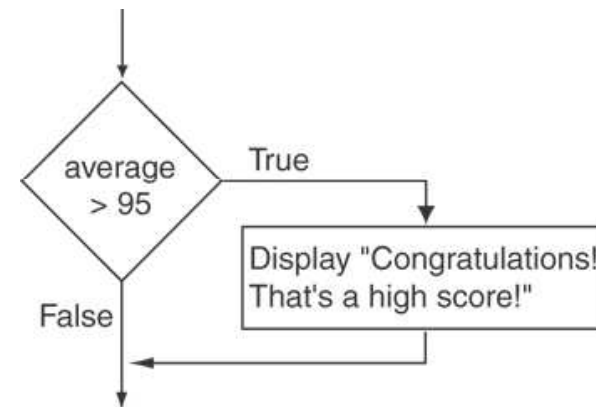 average
> 95
True
Display "Congratulations!
That's a high score!"
False